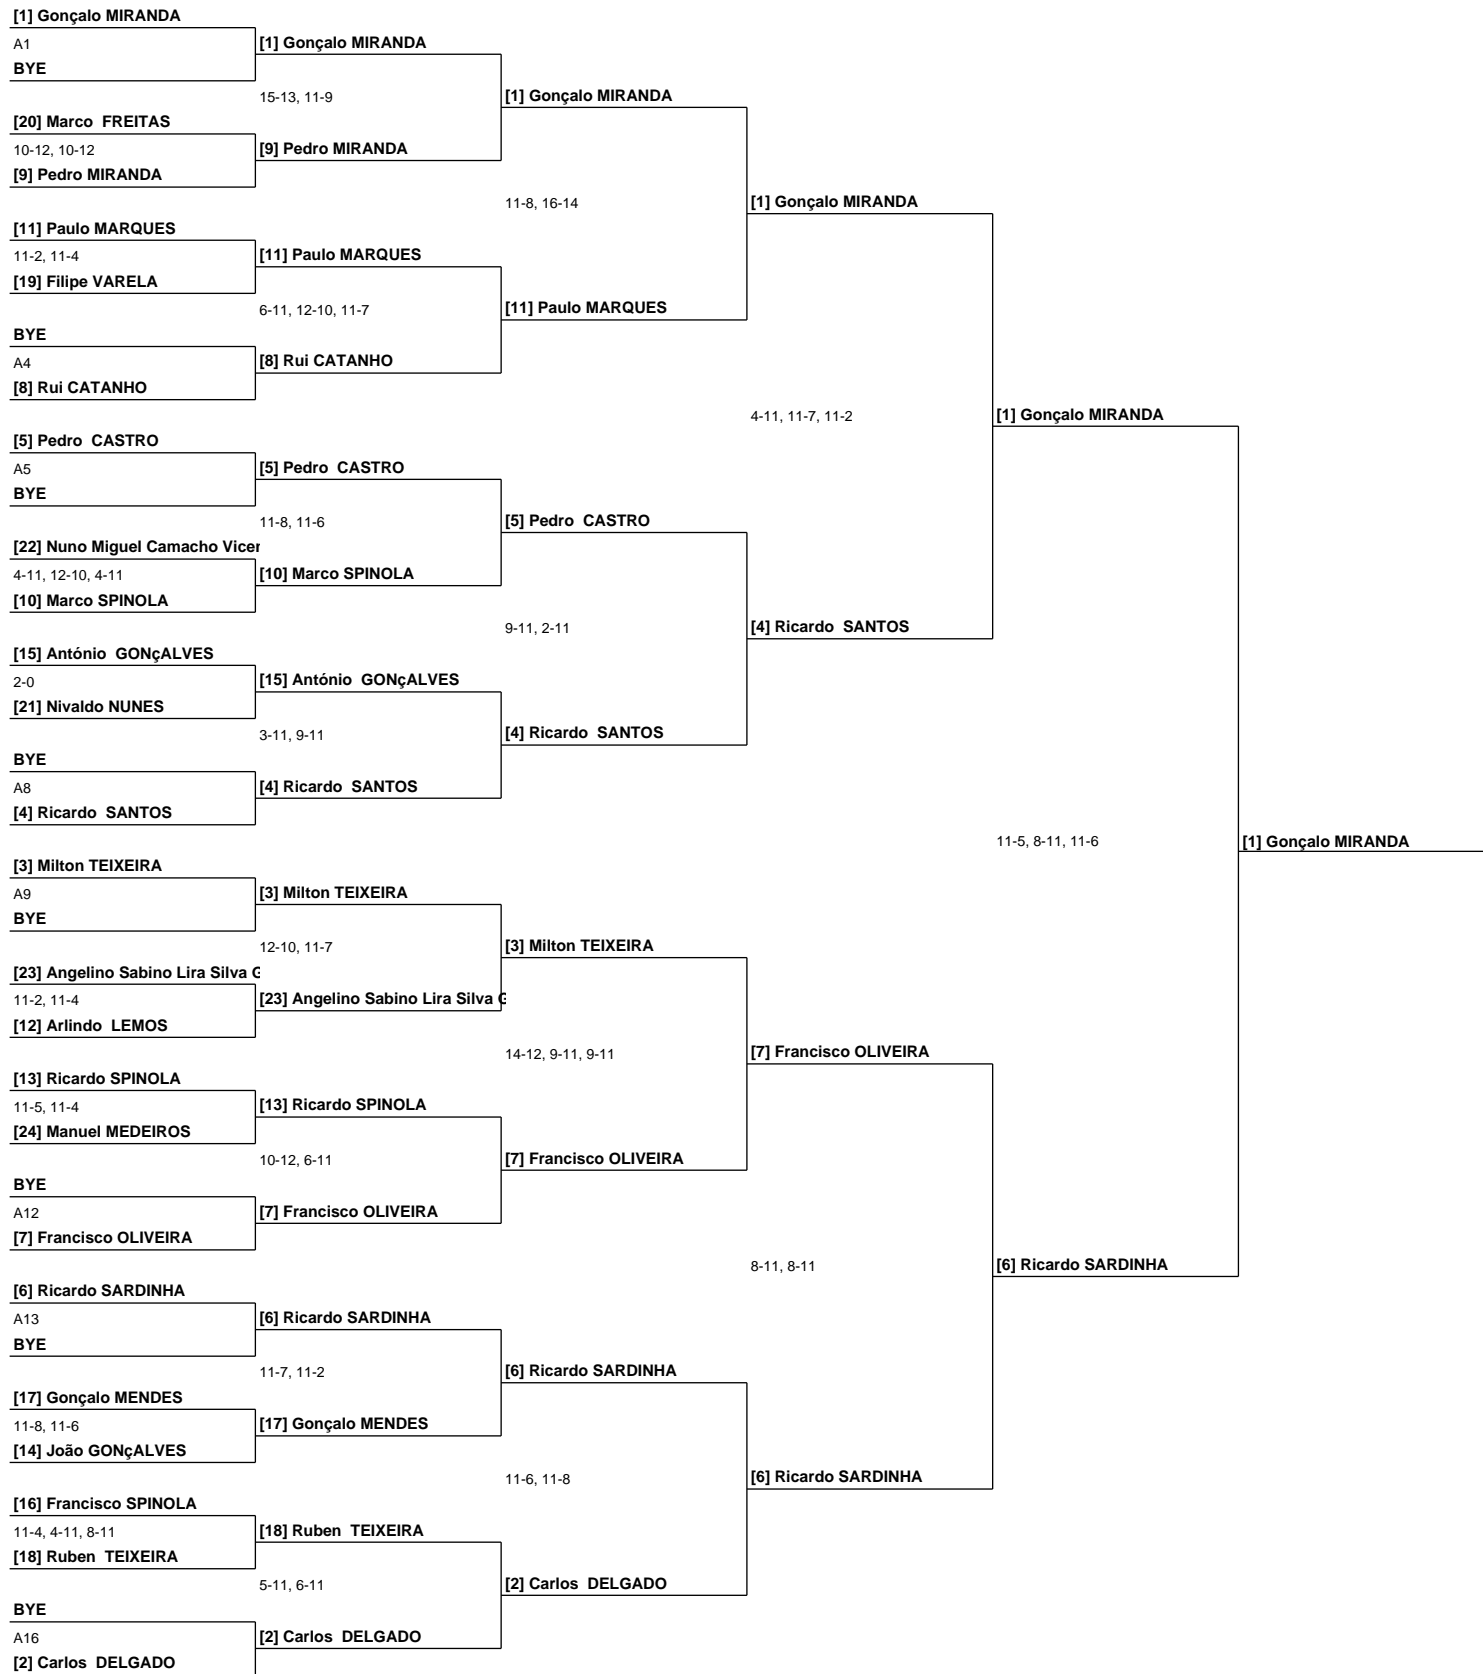 [1] Gonçalo MIRANDA
A1
[1] Gonçalo MIRANDA
BYE
15-13, 11-9
[1] Gonçalo MIRANDA
[20] Marco  FREITAS
10-12, 10-12
[9] Pedro MIRANDA
[9] Pedro MIRANDA
11-8, 16-14
[1] Gonçalo MIRANDA
[11] Paulo MARQUES
11-2, 11-4
[11] Paulo MARQUES
[19] Filipe VARELA
6-11, 12-10, 11-7
[11] Paulo MARQUES
BYE
A4
[8] Rui CATANHO
[8] Rui CATANHO
4-11, 11-7, 11-2
[1] Gonçalo MIRANDA
[5] Pedro  CASTRO
A5
[5] Pedro  CASTRO
BYE
11-8, 11-6
[5] Pedro  CASTRO
[22] Nuno Miguel Camacho Vicer
4-11, 12-10, 4-11
[10] Marco SPINOLA
[10] Marco SPINOLA
9-11, 2-11
[4] Ricardo  SANTOS
[15] António  GONçALVES
2-0
[15] António  GONçALVES
[21] Nivaldo NUNES
3-11, 9-11
[4] Ricardo  SANTOS
BYE
A8
[4] Ricardo  SANTOS
[4] Ricardo  SANTOS
11-5, 8-11, 11-6
[1] Gonçalo MIRANDA
[3] Milton TEIXEIRA
A9
[3] Milton TEIXEIRA
BYE
12-10, 11-7
[3] Milton TEIXEIRA
[23] Angelino Sabino Lira Silva G
11-2, 11-4
[23] Angelino Sabino Lira Silva G
[12] Arlindo  LEMOS
14-12, 9-11, 9-11
[7] Francisco OLIVEIRA
[13] Ricardo SPINOLA
11-5, 11-4
[13] Ricardo SPINOLA
[24] Manuel MEDEIROS
10-12, 6-11
[7] Francisco OLIVEIRA
BYE
A12
[7] Francisco OLIVEIRA
[7] Francisco OLIVEIRA
8-11, 8-11
[6] Ricardo SARDINHA
[6] Ricardo SARDINHA
A13
[6] Ricardo SARDINHA
BYE
11-7, 11-2
[6] Ricardo SARDINHA
[17] Gonçalo MENDES
11-8, 11-6
[17] Gonçalo MENDES
[14] João GONçALVES
11-6, 11-8
[6] Ricardo SARDINHA
[16] Francisco SPINOLA
11-4, 4-11, 8-11
[18] Ruben  TEIXEIRA
[18] Ruben  TEIXEIRA
5-11, 6-11
[2] Carlos  DELGADO
BYE
A16
[2] Carlos  DELGADO
[2] Carlos  DELGADO